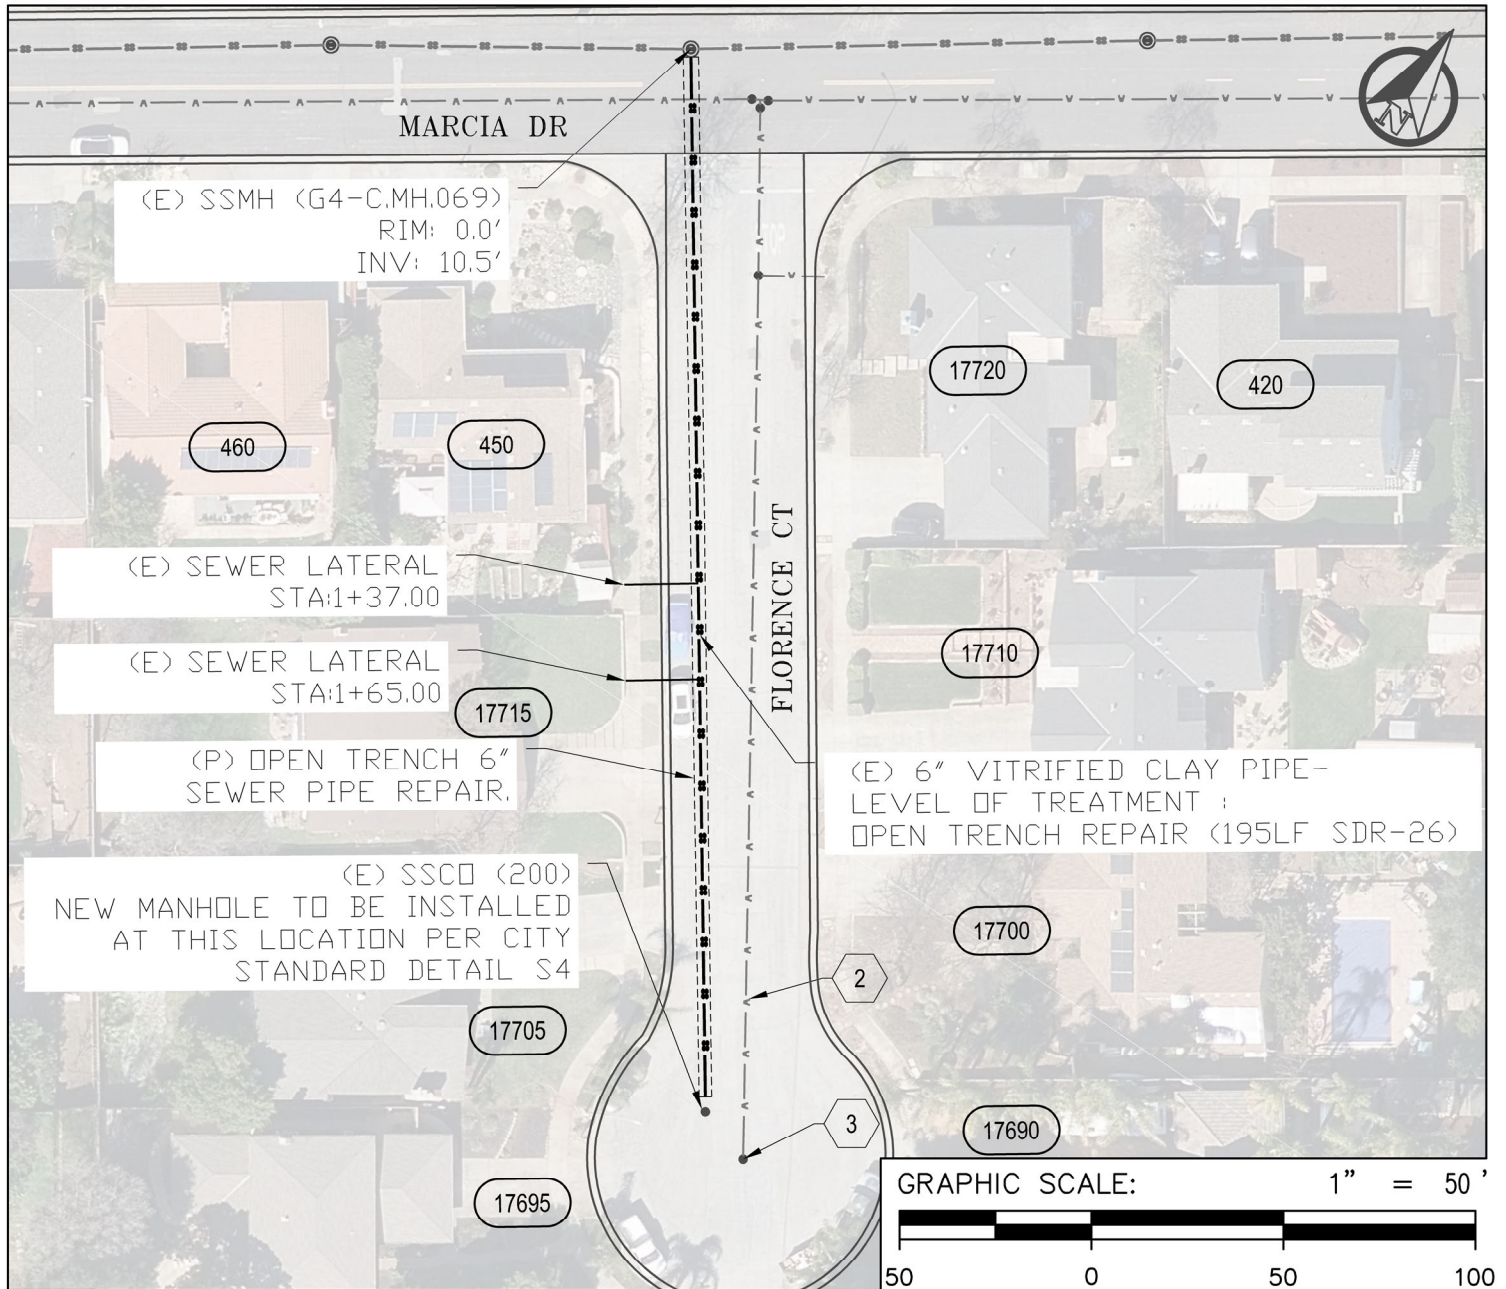 MARCIA DR
(E) SSMH (G4-C.MH.069)
RIM: 0.0'
INV: 10.5'
N
460
450
17720
420
(E) SEWER LATERAL
STA:1+37.00
(E) SEWER LATERAL
STA:1+65.00
17715
FLORENCE CT
17710
(P) OPEN TRENCH 6"
SEWER PIPE REPAIR.
(E) 6" VITRIFIED CLAY PIPE-
LEVEL OF TREATMENT :
OPEN TRENCH REPAIR (195LF SDR-26)
(E) SSCO (200)
NEW MANHOLE TO BE INSTALLED
AT THIS LOCATION PER CITY
STANDARD DETAIL S4
17700
2
17705
3
17690
17695
GRAPHIC SCALE: 1" = 50'
50 0 50 100